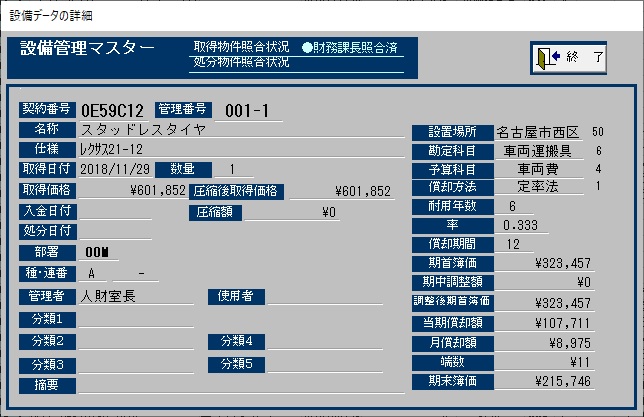 設備データの詳細
設備管理マスター
取得物件照合状況 ●財務課長照合済
処分物件照合状況
終 了
契約番号 0E59C12 管理番号 001-1
名称 スタッドレスタイヤ
仕様 ﾚｸｻｽ21-12
取得日付 2018/11/29 数量 1
取得価格 ¥601,852 圧縮後取得価格 ¥601,852
入金日付 圧縮額 ¥0
処分日付
部署 00M
種・連番 A -
管理者 人財室長 使用者
分類1
分類2 分類4
分類3 分類5
摘要
設置場所 名古屋市西区 50
勘定科目 車両運搬具 6
予算科目 車両費 4
償却方法 定率法 1
耐用年数 6
率 0.333
償却期間 12
期首簿価 ¥323,457
期中調整額 ¥0
調整後期首簿価 ¥323,457
当期償却額 ¥107,711
月償却額 ¥8,975
端数 ¥11
期末簿価 ¥215,746